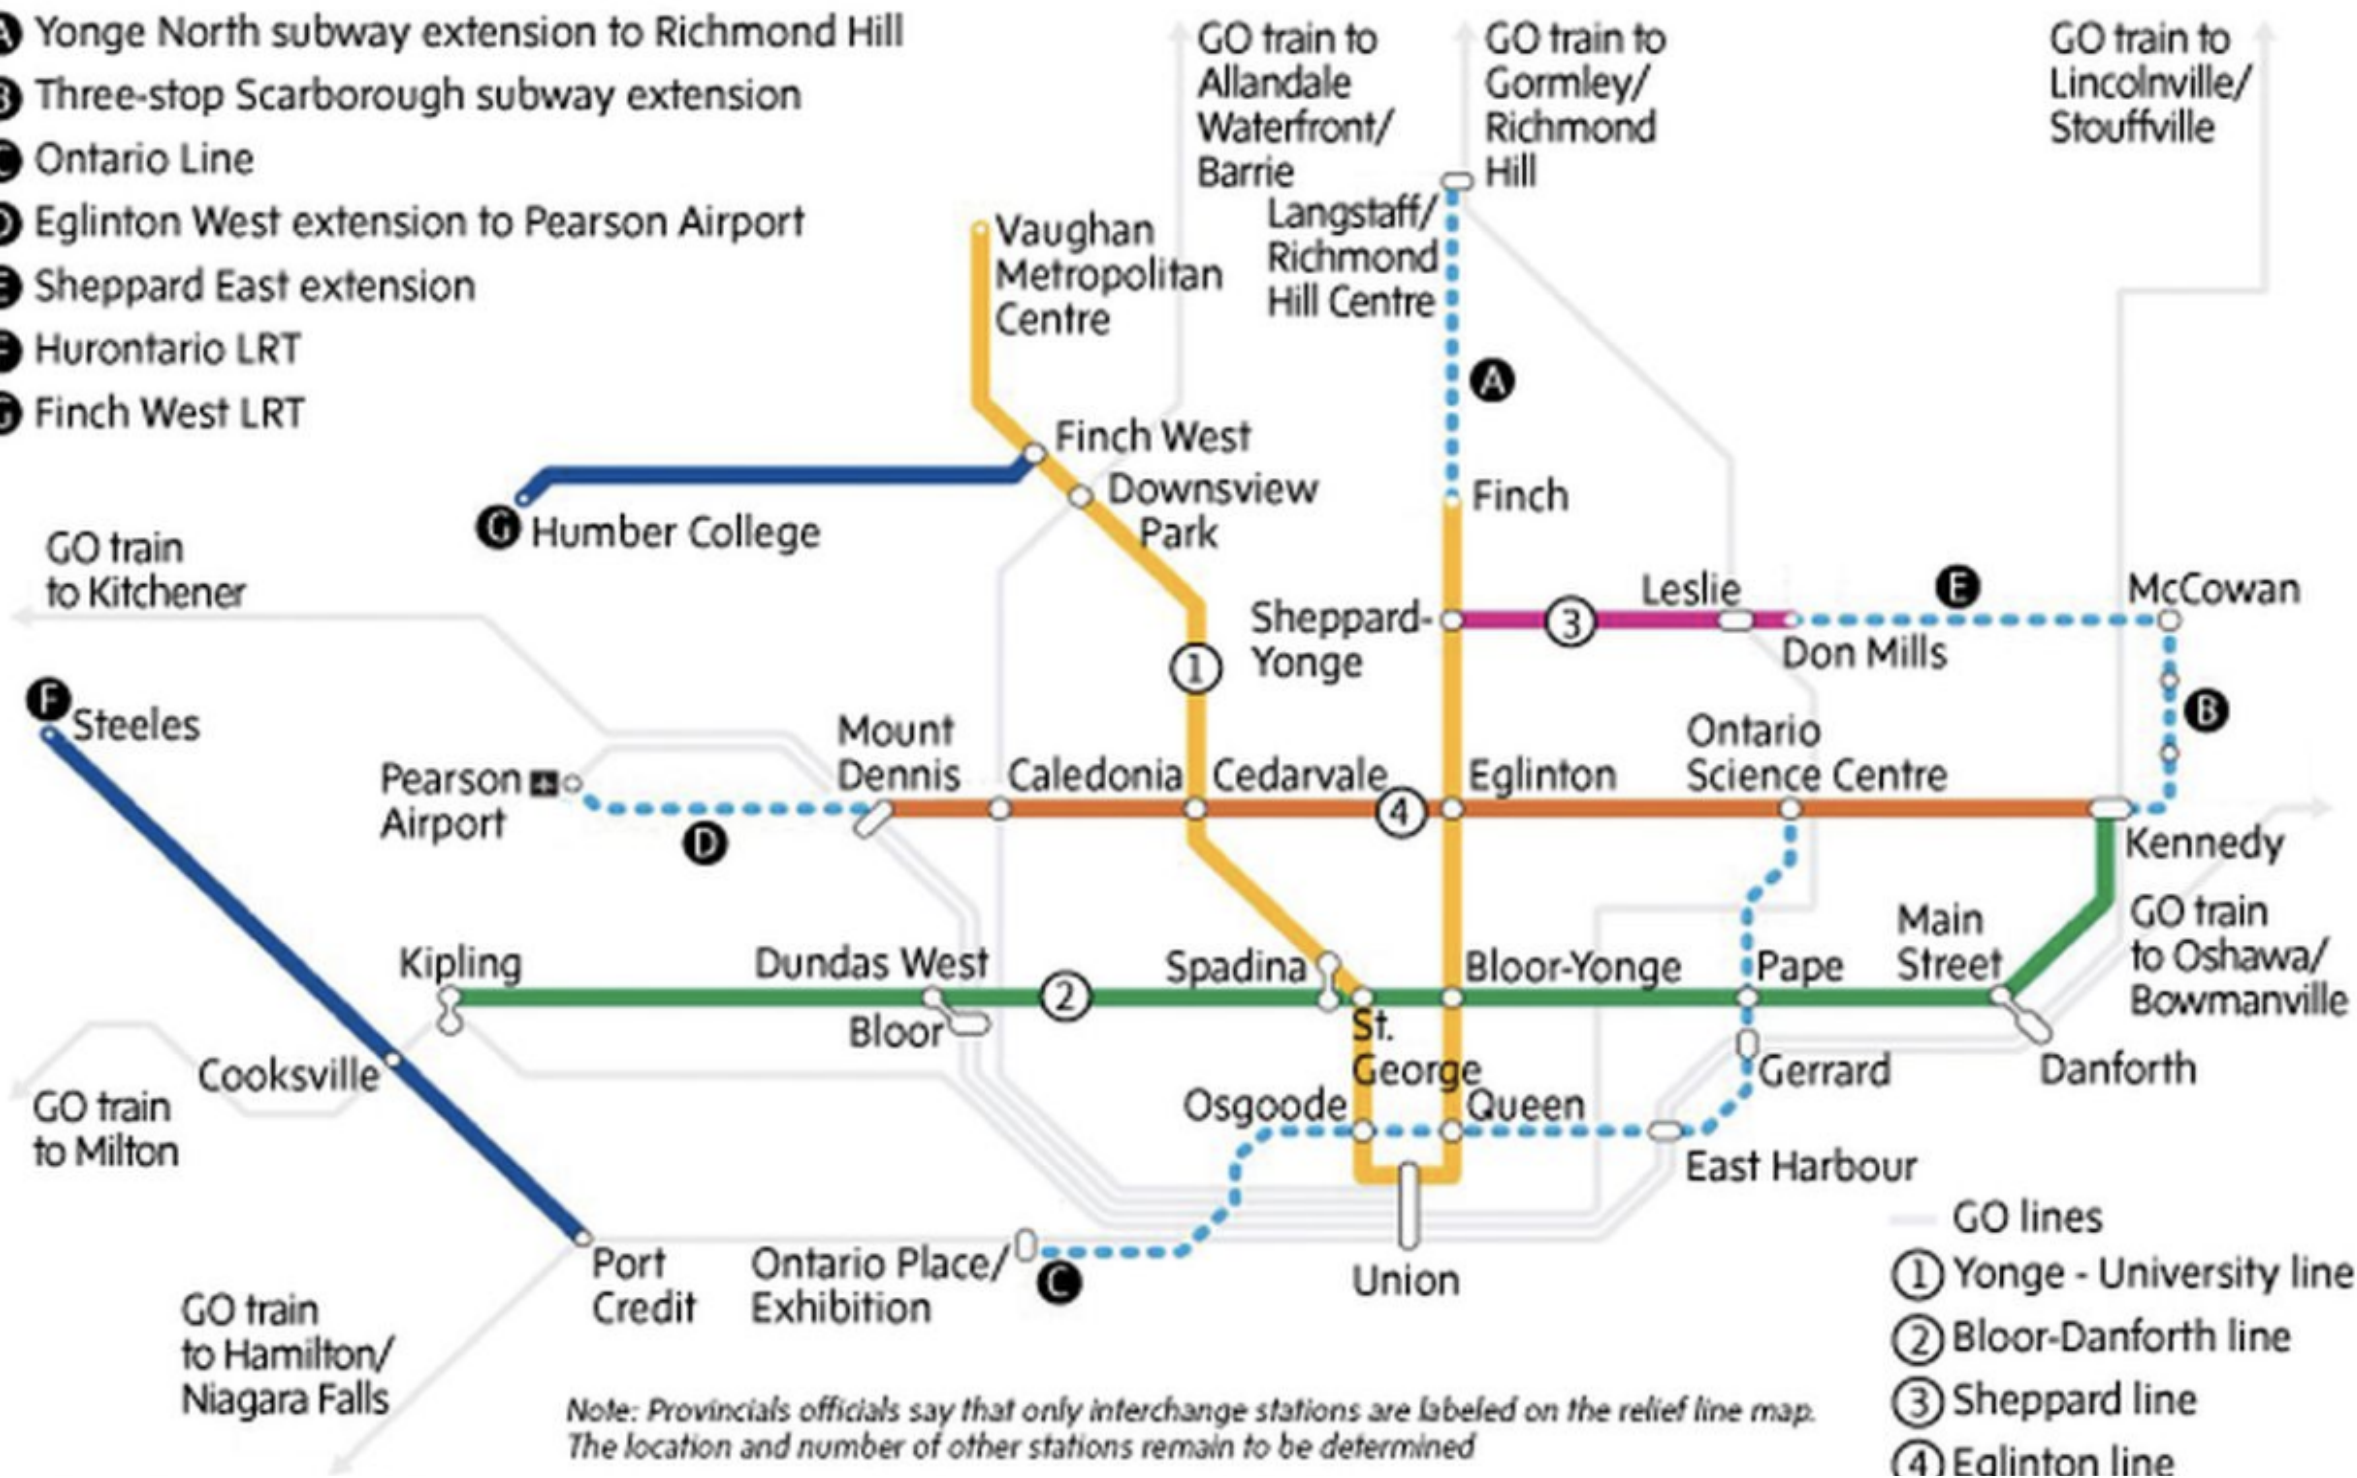 A Yonge North subway extension to Richmond Hill
B Three-stop Scarborough subway extension
C Ontario Line
D Eglinton West extension to Pearson Airport
E Sheppard East extension
F Hurontario LRT
G Finch West LRT
GO train to
Allandale
Waterfront/
Barrie
GO train to
Gormley/
Richmond
Hill
GO train to
Lincolnville/
Stouffville
Langstaff/
Richmond
Hill Centre
Vaughan
Metropolitan
Centre
A
Finch West
Downsview
Park
Finch
G Humber College
GO train
to Kitchener
Sheppard-
Yonge
3
Leslie
Don Mills
E
McCowan
1
B
F
Steeles
Pearson
Airport
D
Mount
Dennis
Caledonia
Cedarvale
4
Eglinton
Ontario
Science Centre
Kennedy
GO train
to Oshawa/
Bowmanville
Kipling
Dundas West
Bloor
2
Spadina
St.
George
Bloor-Yonge
Pape
Main
Street
Danforth
Cooksville
GO train
to Milton
Osgoode
Queen
Gerrard
East Harbour
Port
Credit
Ontario Place/
Exhibition
C
Union
GO train
to Hamilton/
Niagara Falls
GO lines
1 Yonge - University line
2 Bloor-Danforth line
3 Sheppard line
4 Eglinton line
Note: Provincials officials say that only interchange stations are labeled on the relief line map.
The location and number of other stations remain to be determined